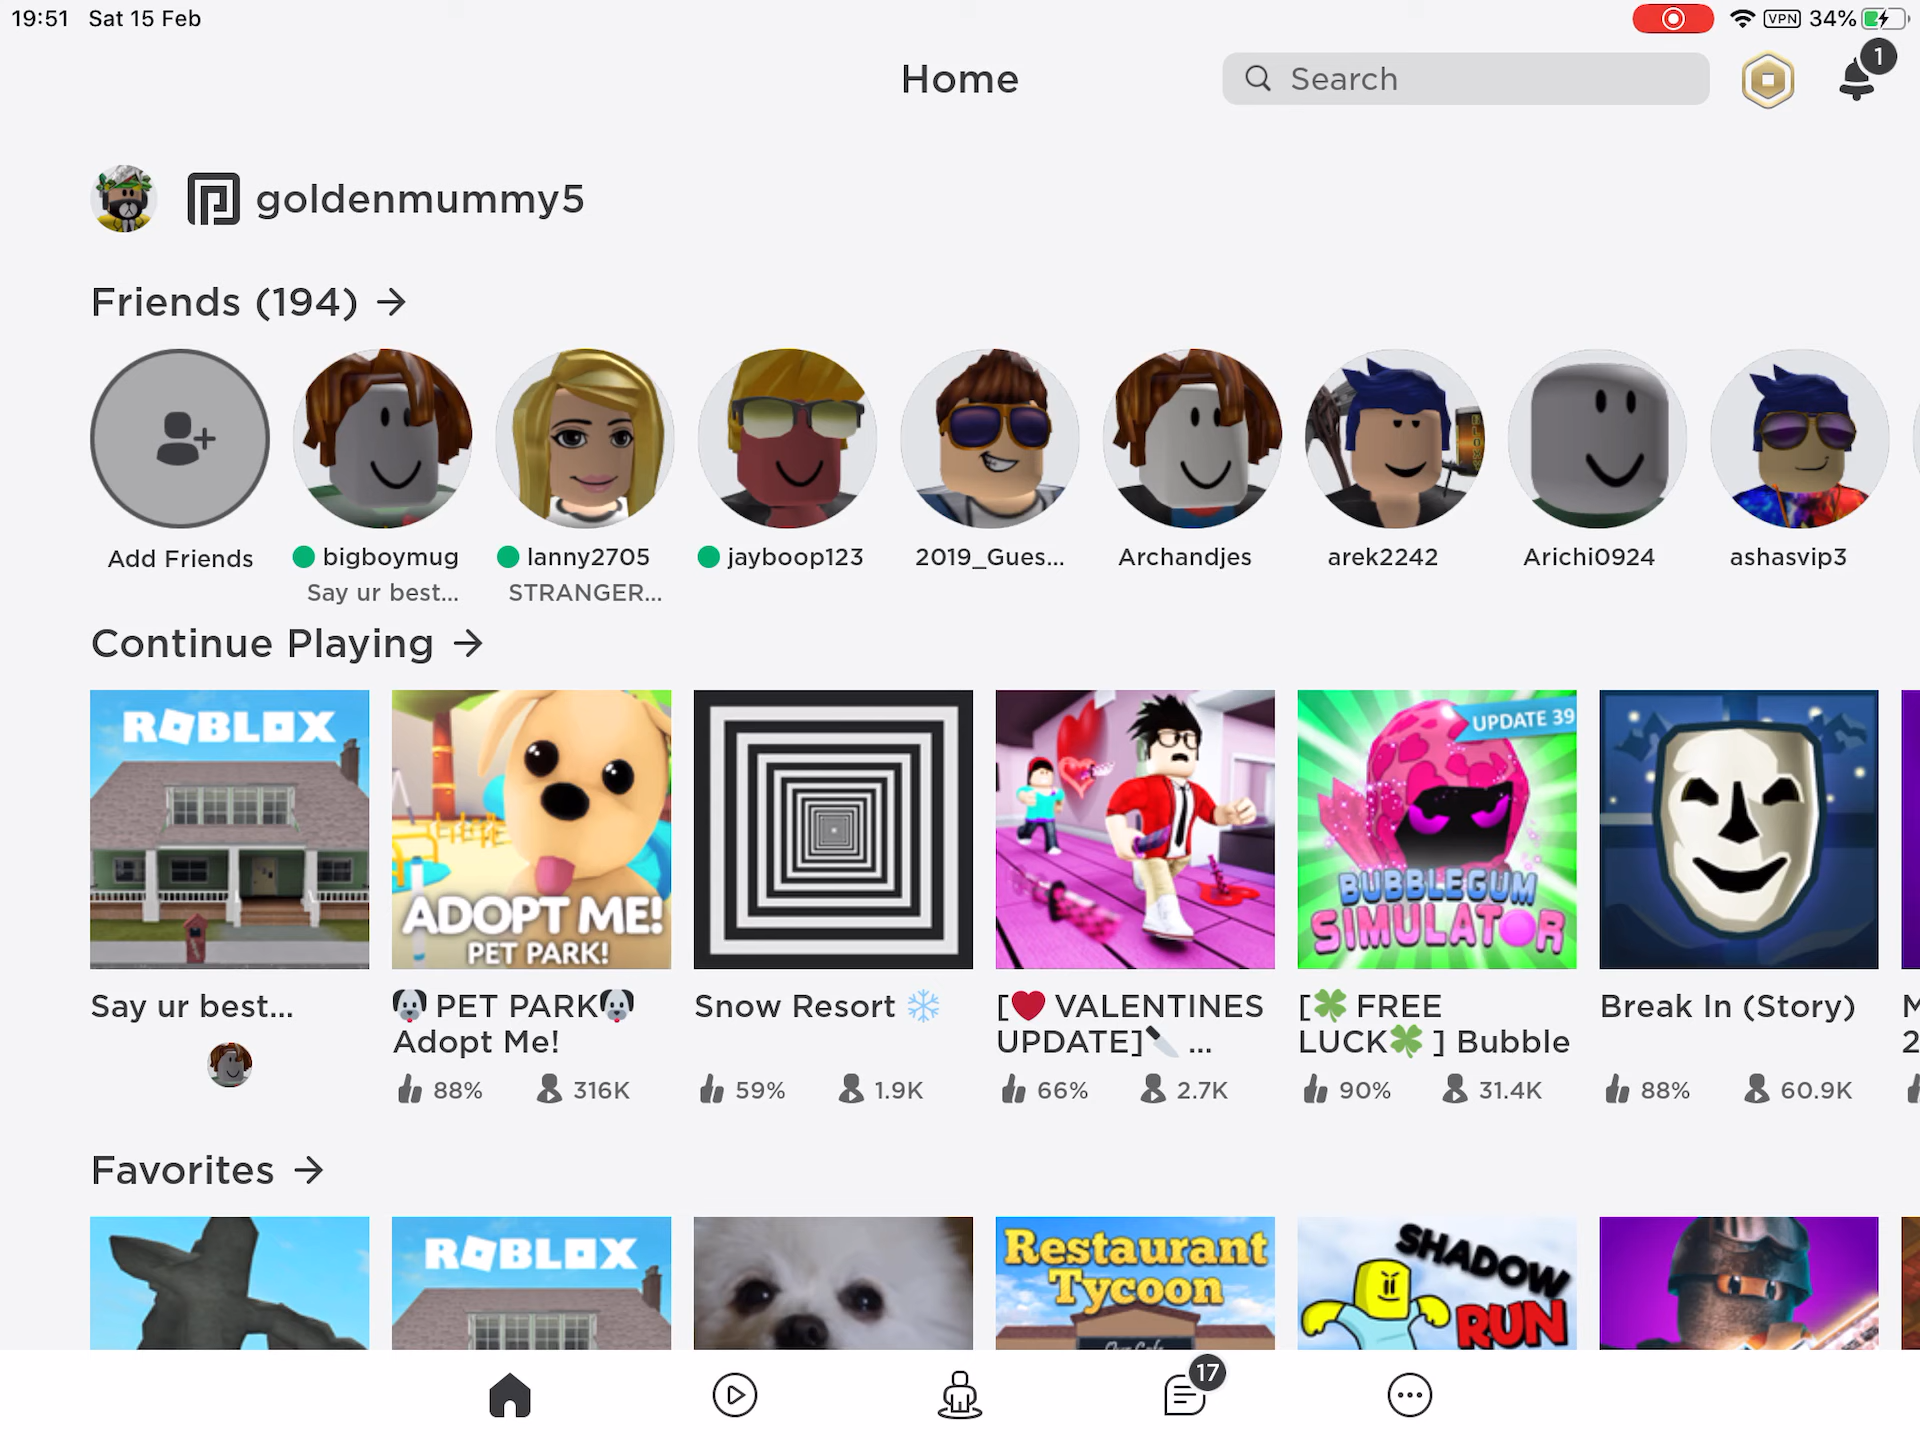 19:51 Sat 15 Feb
VPN 34%
Home
Search
1
goldenmummy5
Friends (194) →
Add Friends
bigboymug
Say ur best...
lanny2705
STRANGER...
jayboop123
2019_Gues...
Archandjes
arek2242
Arichi0924
ashasvip3
Continue Playing →
ROBLOX
ADOPT ME!
PET PARK!
UPDATE 39
BUBBLEGUM
SIMULATOR
Say ur best...
🐶 PET PARK🐶
Adopt Me!
88% 316K
Snow Resort ❄️
59% 1.9K
[❤️ VALENTINES
UPDATE]🔪 ...
66% 2.7K
[🍀 FREE
LUCK🍀 ] Bubble
90% 31.4K
Break In (Story)
88% 60.9K
M
2
Favorites →
ROBLOX
Restaurant
Tycoon
SHADOW
RUN
17